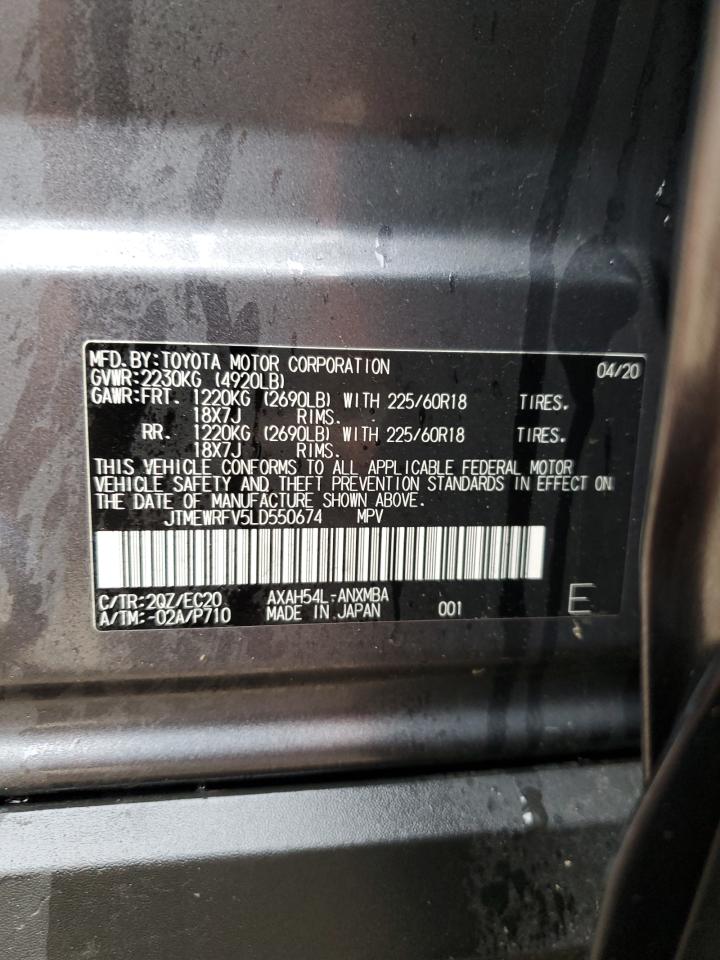 MFD.BY:TOYOTA MOTOR CORPORATION 04/20
GVWR:2230KG (4920LB)
GAWR:FRT. 1220KG (2690LB) WITH 225/60R18 TIRES.
18X7J RIMS.
RR. 1220KG (2690LB) WITH 225/60R18 TIRES.
18X7J RIMS.
THIS VEHICLE CONFORMS TO ALL APPLICABLE FEDERAL MOTOR
VEHICLE SAFETY AND THEFT PREVENTION STANDARDS IN EFFECT ON
THE DATE OF MANUFACTURE SHOWN ABOVE.
JTMEWRFV5LD550674 MPV
C/TR:2QZ/EC20 AXAH54L-ANXMBA
A/TM:-02A/P710 MADE IN JAPAN 001 E